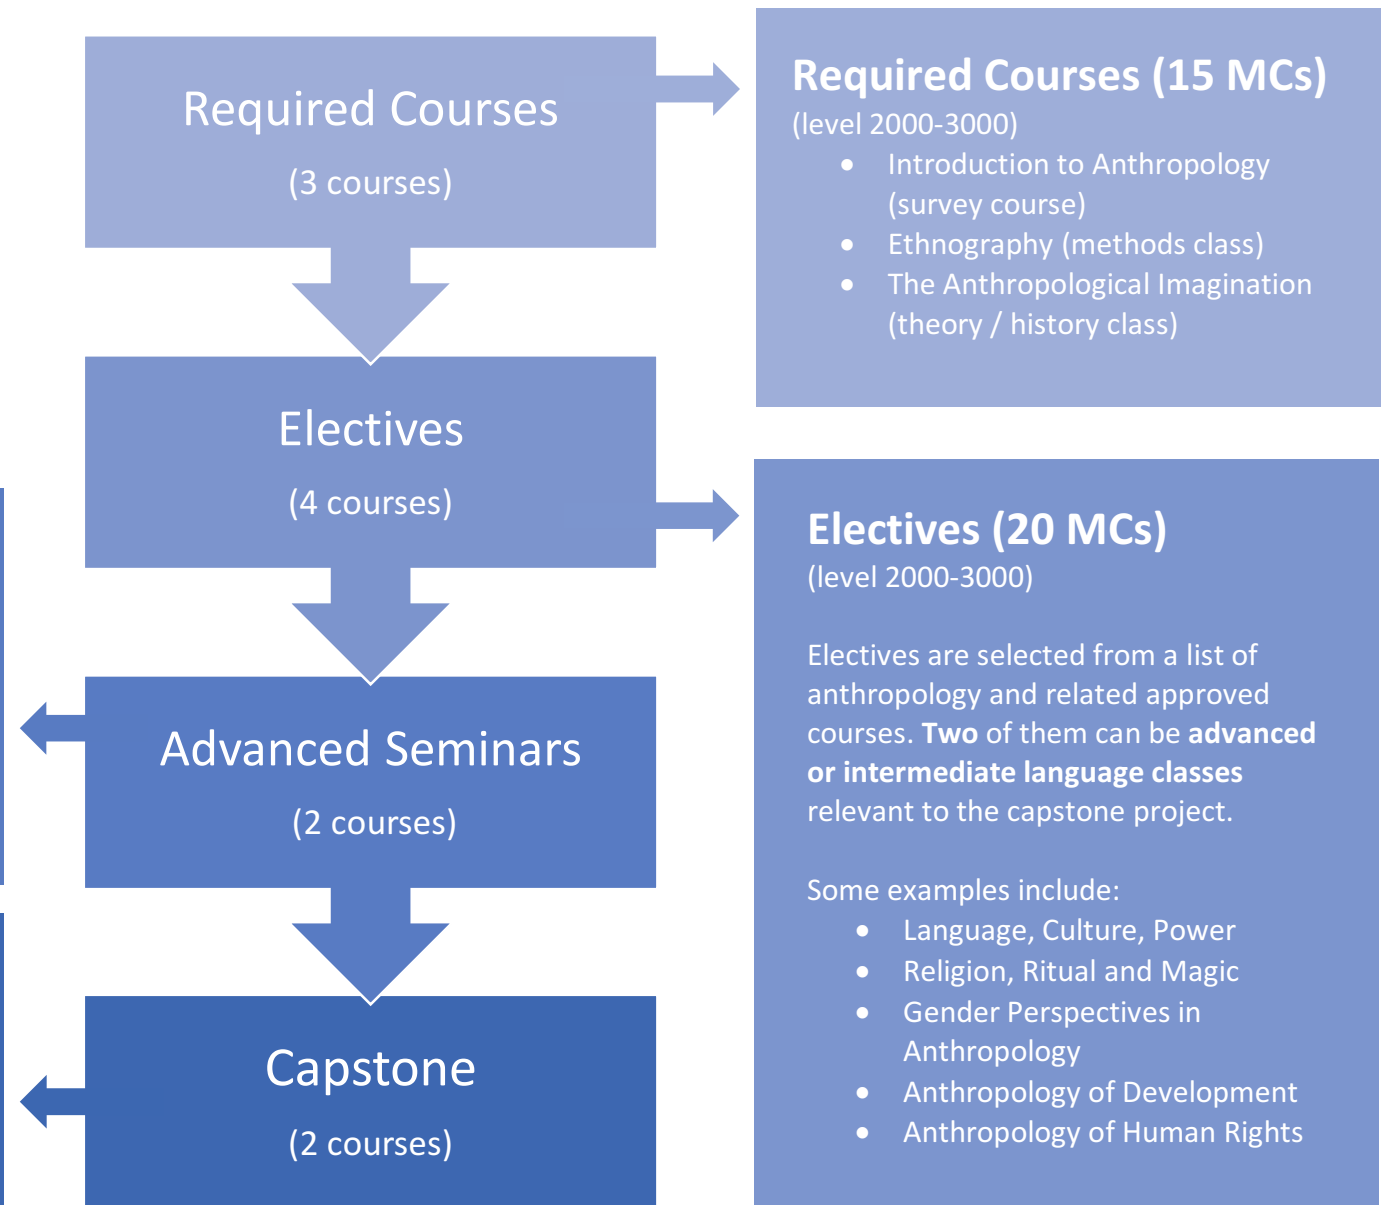 Required Courses
(3 courses)
Electives
(4 courses)
Advanced Seminars
(2 courses)
Capstone
(2 courses)
Required Courses (15 MCs)
(level 2000-3000)
• Introduction to Anthropology
(survey course)
• Ethnography (methods class)
• The Anthropological Imagination
(theory / history class)
Electives (20 MCs)
(level 2000-3000)
Electives are selected from a list of
anthropology and related approved
courses. Two of them can be advanced
or intermediate language classes
relevant to the capstone project.
Some examples include:
• Language, Culture, Power
• Religion, Ritual and Magic
• Gender Perspectives in
Anthropology
• Anthropology of Development
• Anthropology of Human Rights